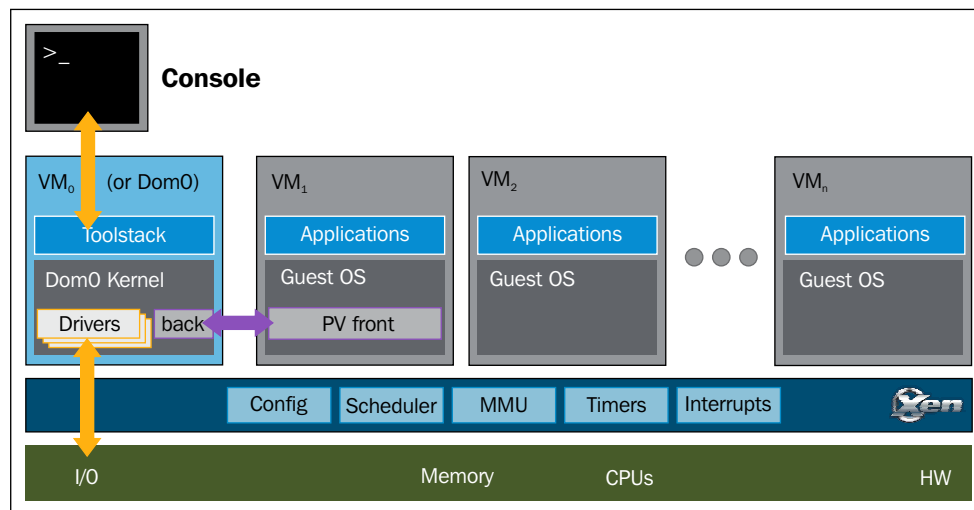 >_
Console
VM₀ (or Dom0)
Toolstack
Dom0 Kernel
Drivers
back
VM₁
Applications
Guest OS
PV front
VM₂
Applications
Guest OS
VMₙ
Applications
Guest OS
Config
Scheduler
MMU
Timers
Interrupts
Xen
I/O
Memory
CPUs
HW